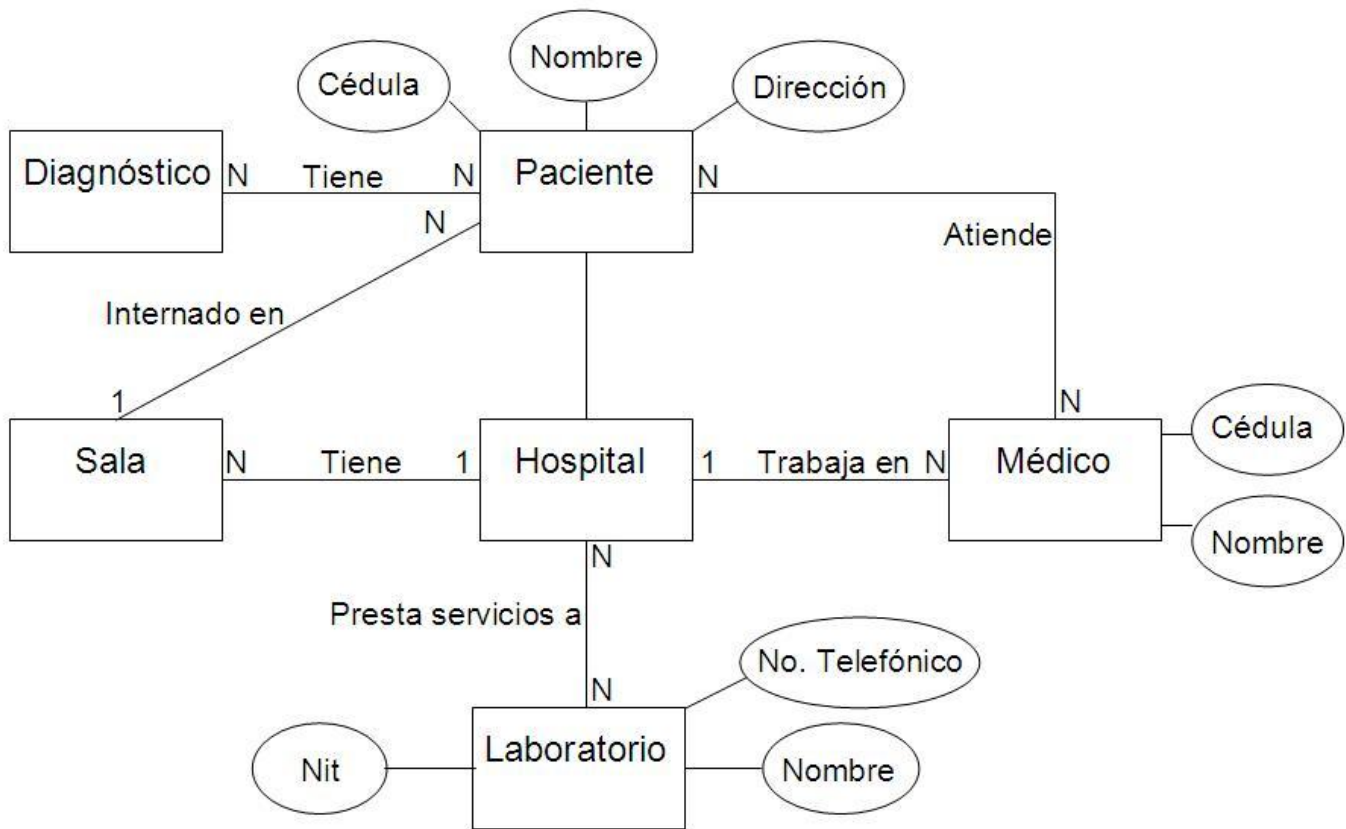 Nombre
Cédula
Dirección
Diagnóstico
N
Tiene
N
Paciente
N
N
Atiende
Internado en
1
N
Cédula
Sala
N
Tiene
1
Hospital
1
Trabaja en
N
Médico
Nombre
N
Presta servicios a
No. Telefónico
N
Laboratorio
Nit
Nombre